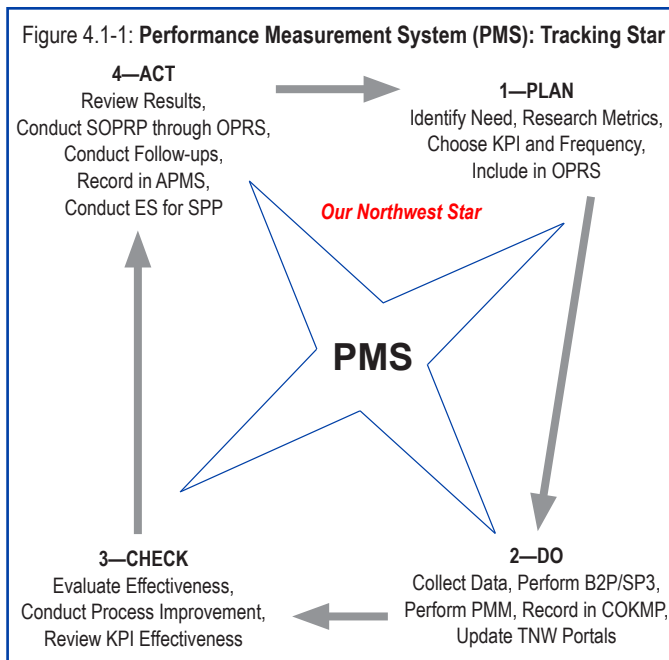 Figure 4.1-1: Performance Measurement System (PMS): Tracking Star
4—ACT
Review Results,
Conduct SOPRP through OPRS,
Conduct Follow-ups,
Record in APMS,
Conduct ES for SPP
1—PLAN
Identify Need, Research Metrics,
Choose KPI and Frequency,
Include in OPRS
Our Northwest Star
PMS
3—CHECK
Evaluate Effectiveness,
Conduct Process Improvement,
Review KPI Effectiveness
2—DO
Collect Data, Perform B2P/SP3,
Perform PMM, Record in COKMP,
Update TNW Portals